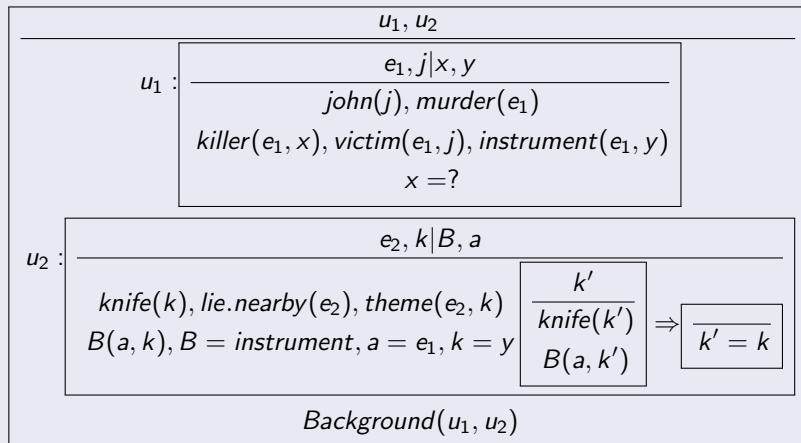 u₁, u₂
u₁ :
e₁, j|x, y
john(j), murder(e₁)
killer(e₁, x), victim(e₁, j), instrument(e₁, y)
x =?
u₂ :
e₂, k|B, a
knife(k), lie.nearby(e₂), theme(e₂, k)
B(a, k), B = instrument, a = e₁, k = y
k′
knife(k′)
B(a, k′)
⇒
k′ = k
Background(u₁, u₂)